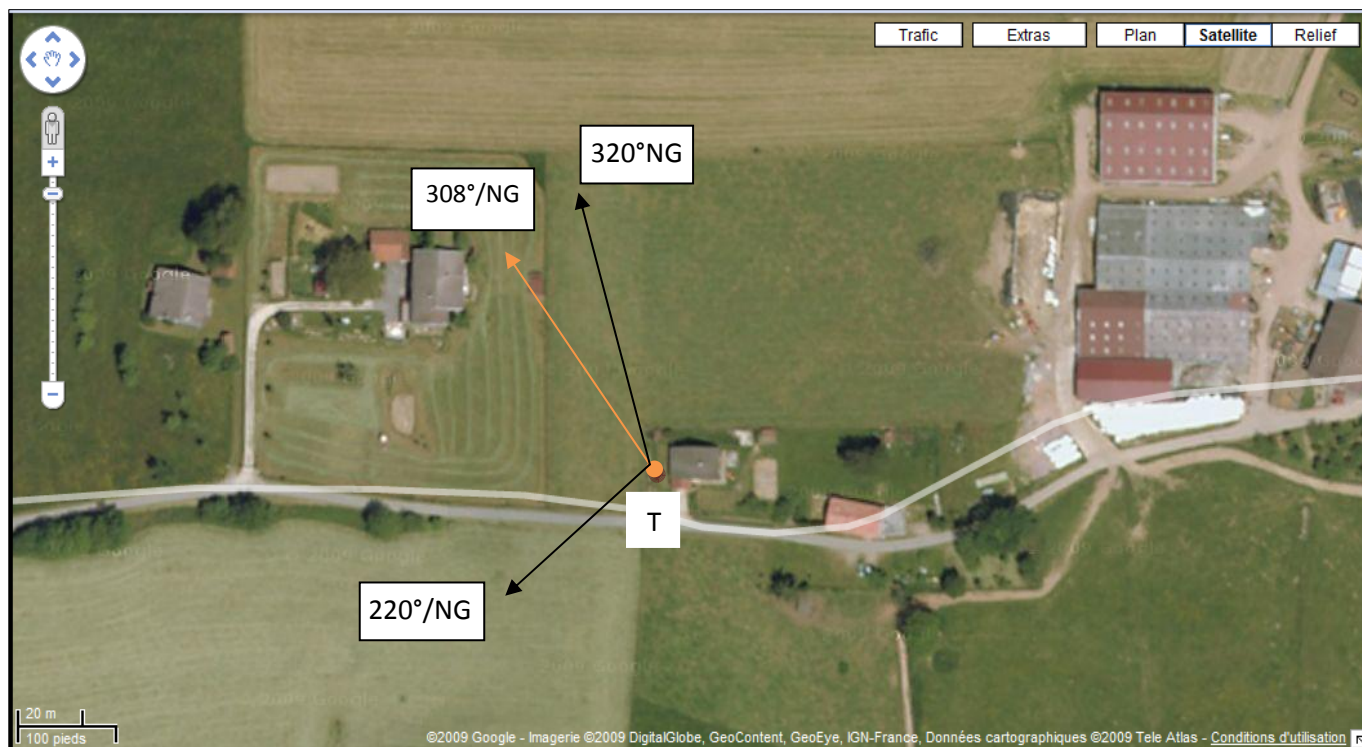 Trafic
Extras
Plan
Satellite
Relief
320°NG
308°/NG
T
220°/NG
20 m
100 pieds
©2009 Google - Imagerie ©2009 DigitalGlobe, GeoContent, GeoEye, IGN-France, Données cartographiques ©2009 Tele Atlas - Conditions d'utilisation